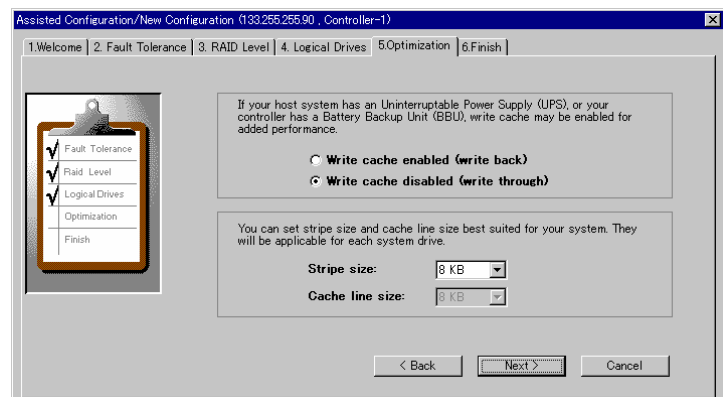 Assisted Configuration/New Configuration (133.255.255.90 , Controller-1)
1.Welcome
2. Fault Tolerance
3. RAID Level
4. Logical Drives
5.Optimization
6.Finish
Fault Tolerance
Raid Level
Logical Drives
Optimization
Finish
If your host system has an Uninterruptable Power Supply (UPS), or your
controller has a Battery Backup Unit (BBU), write cache may be enabled for
added performance.
Write cache enabled (write back)
Write cache disabled (write through)
You can set stripe size and cache line size best suited for your system. They
will be applicable for each system drive.
Stripe size: 8 KB
Cache line size: 8 KB
< Back
Next >
Cancel